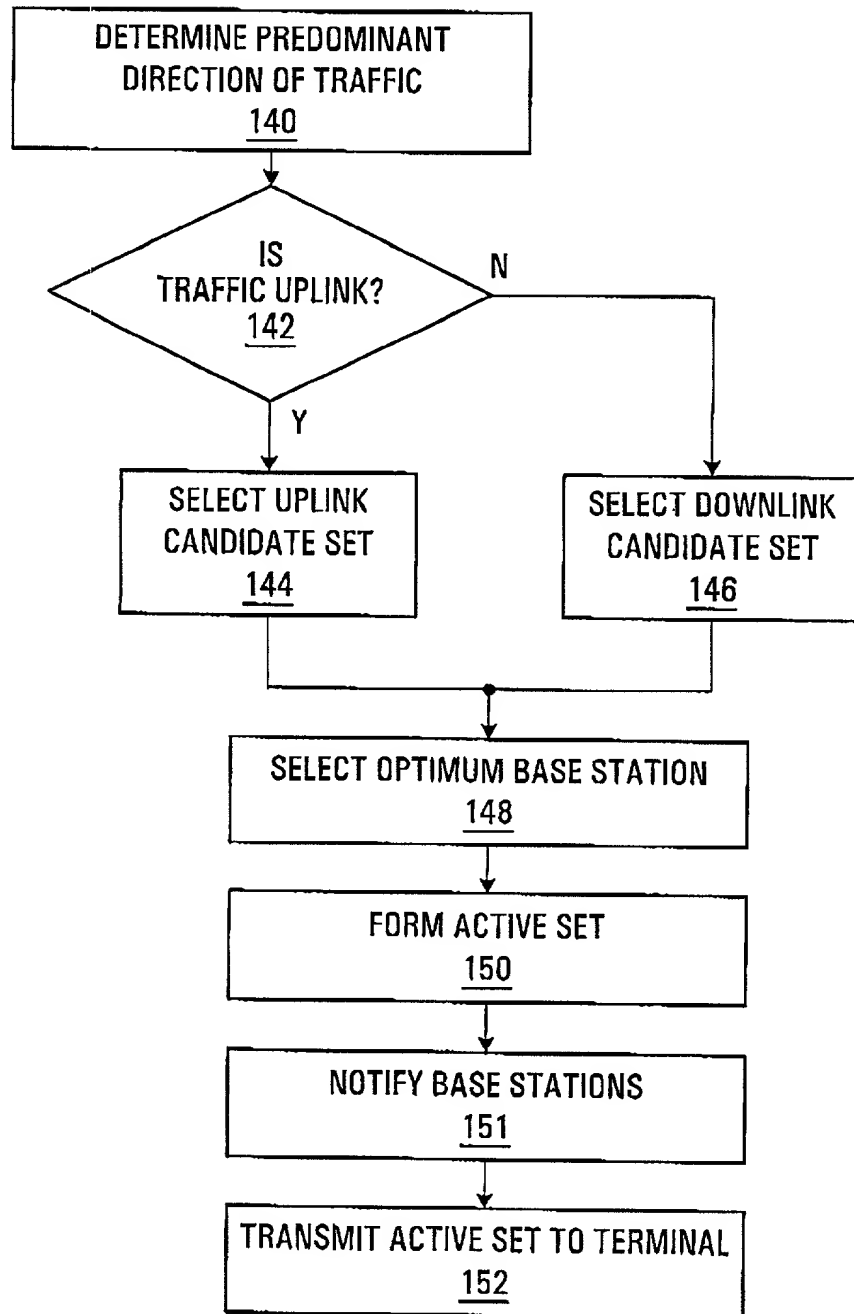 DETERMINE PREDOMINANT
DIRECTION OF TRAFFIC
140
IS
TRAFFIC UPLINK?
142
N
Y
SELECT UPLINK
CANDIDATE SET
144
SELECT DOWNLINK
CANDIDATE SET
146
SELECT OPTIMUM BASE STATION
148
FORM ACTIVE SET
150
NOTIFY BASE STATIONS
151
TRANSMIT ACTIVE SET TO TERMINAL
152